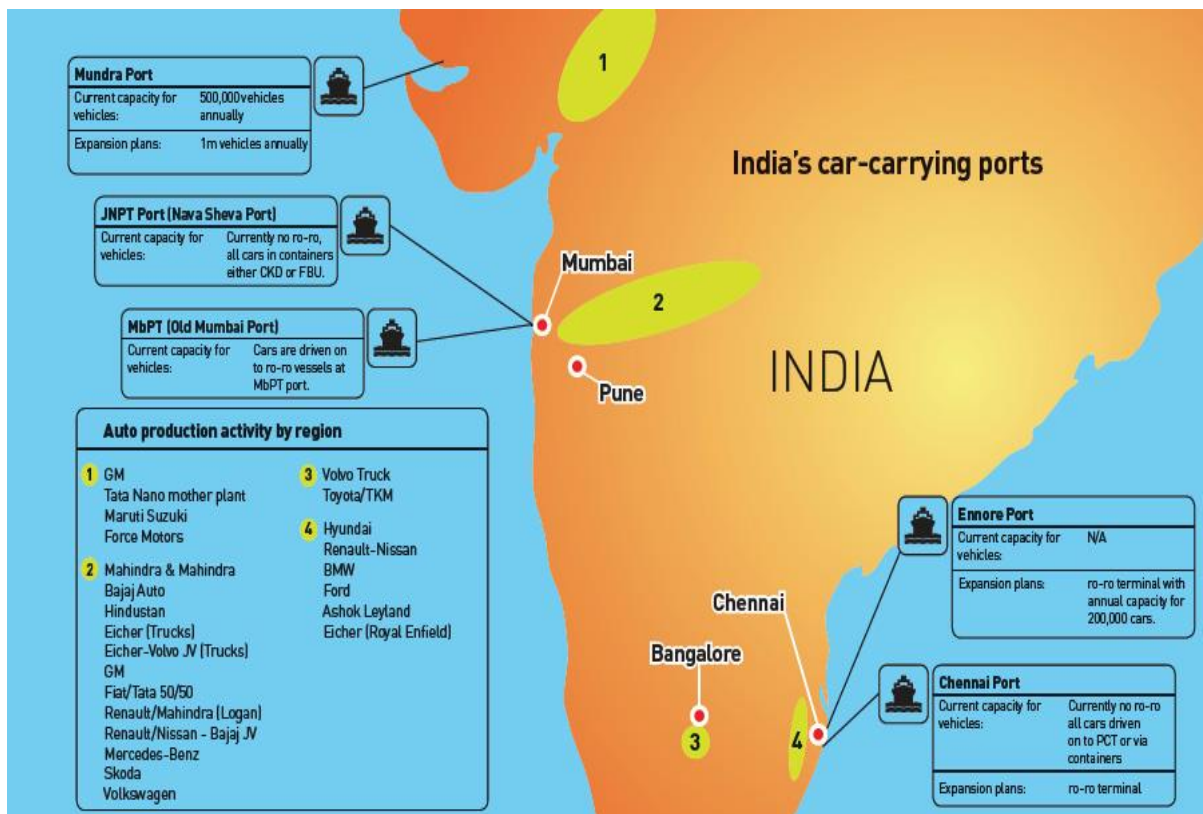 Mundra Port
Current capacity for vehicles:
500,000 vehicles annually
Expansion plans:
1m vehicles annually
1
India's car-carrying ports
JNPT Port (Nava Sheva Port)
Current capacity for vehicles:
Currently no ro-ro,
all cars in containers
either CKD or FBU.
Mumbai
2
MbPT (Old Mumbai Port)
Current capacity for vehicles:
Cars are driven on
to ro-ro vessels at
MbPT port.
Pune
INDIA
Auto production activity by region
1 GM
Tata Nano mother plant
Maruti Suzuki
Force Motors
2 Mahindra & Mahindra
Bajaj Auto
Hindustan
Eicher (Trucks)
Eicher-Volvo JV (Trucks)
GM
Fiat/Tata 50/50
Renault/Mahindra (Logan)
Renault/Nissan - Bajaj JV
Mercedes-Benz
Skoda
Volkswagen
3 Volvo Truck
Toyota/TKM
4 Hyundai
Renault-Nissan
BMW
Ford
Ashok Leyland
Eicher (Royal Enfield)
Ennore Port
Current capacity for vehicles:
N/A
Expansion plans:
ro-ro terminal with
annual capacity for
200,000 cars.
Chennai
Bangalore
3
4
Chennai Port
Current capacity for vehicles:
Currently no ro-ro
all cars driven
on to PCT or via
containers
Expansion plans:
ro-ro terminal